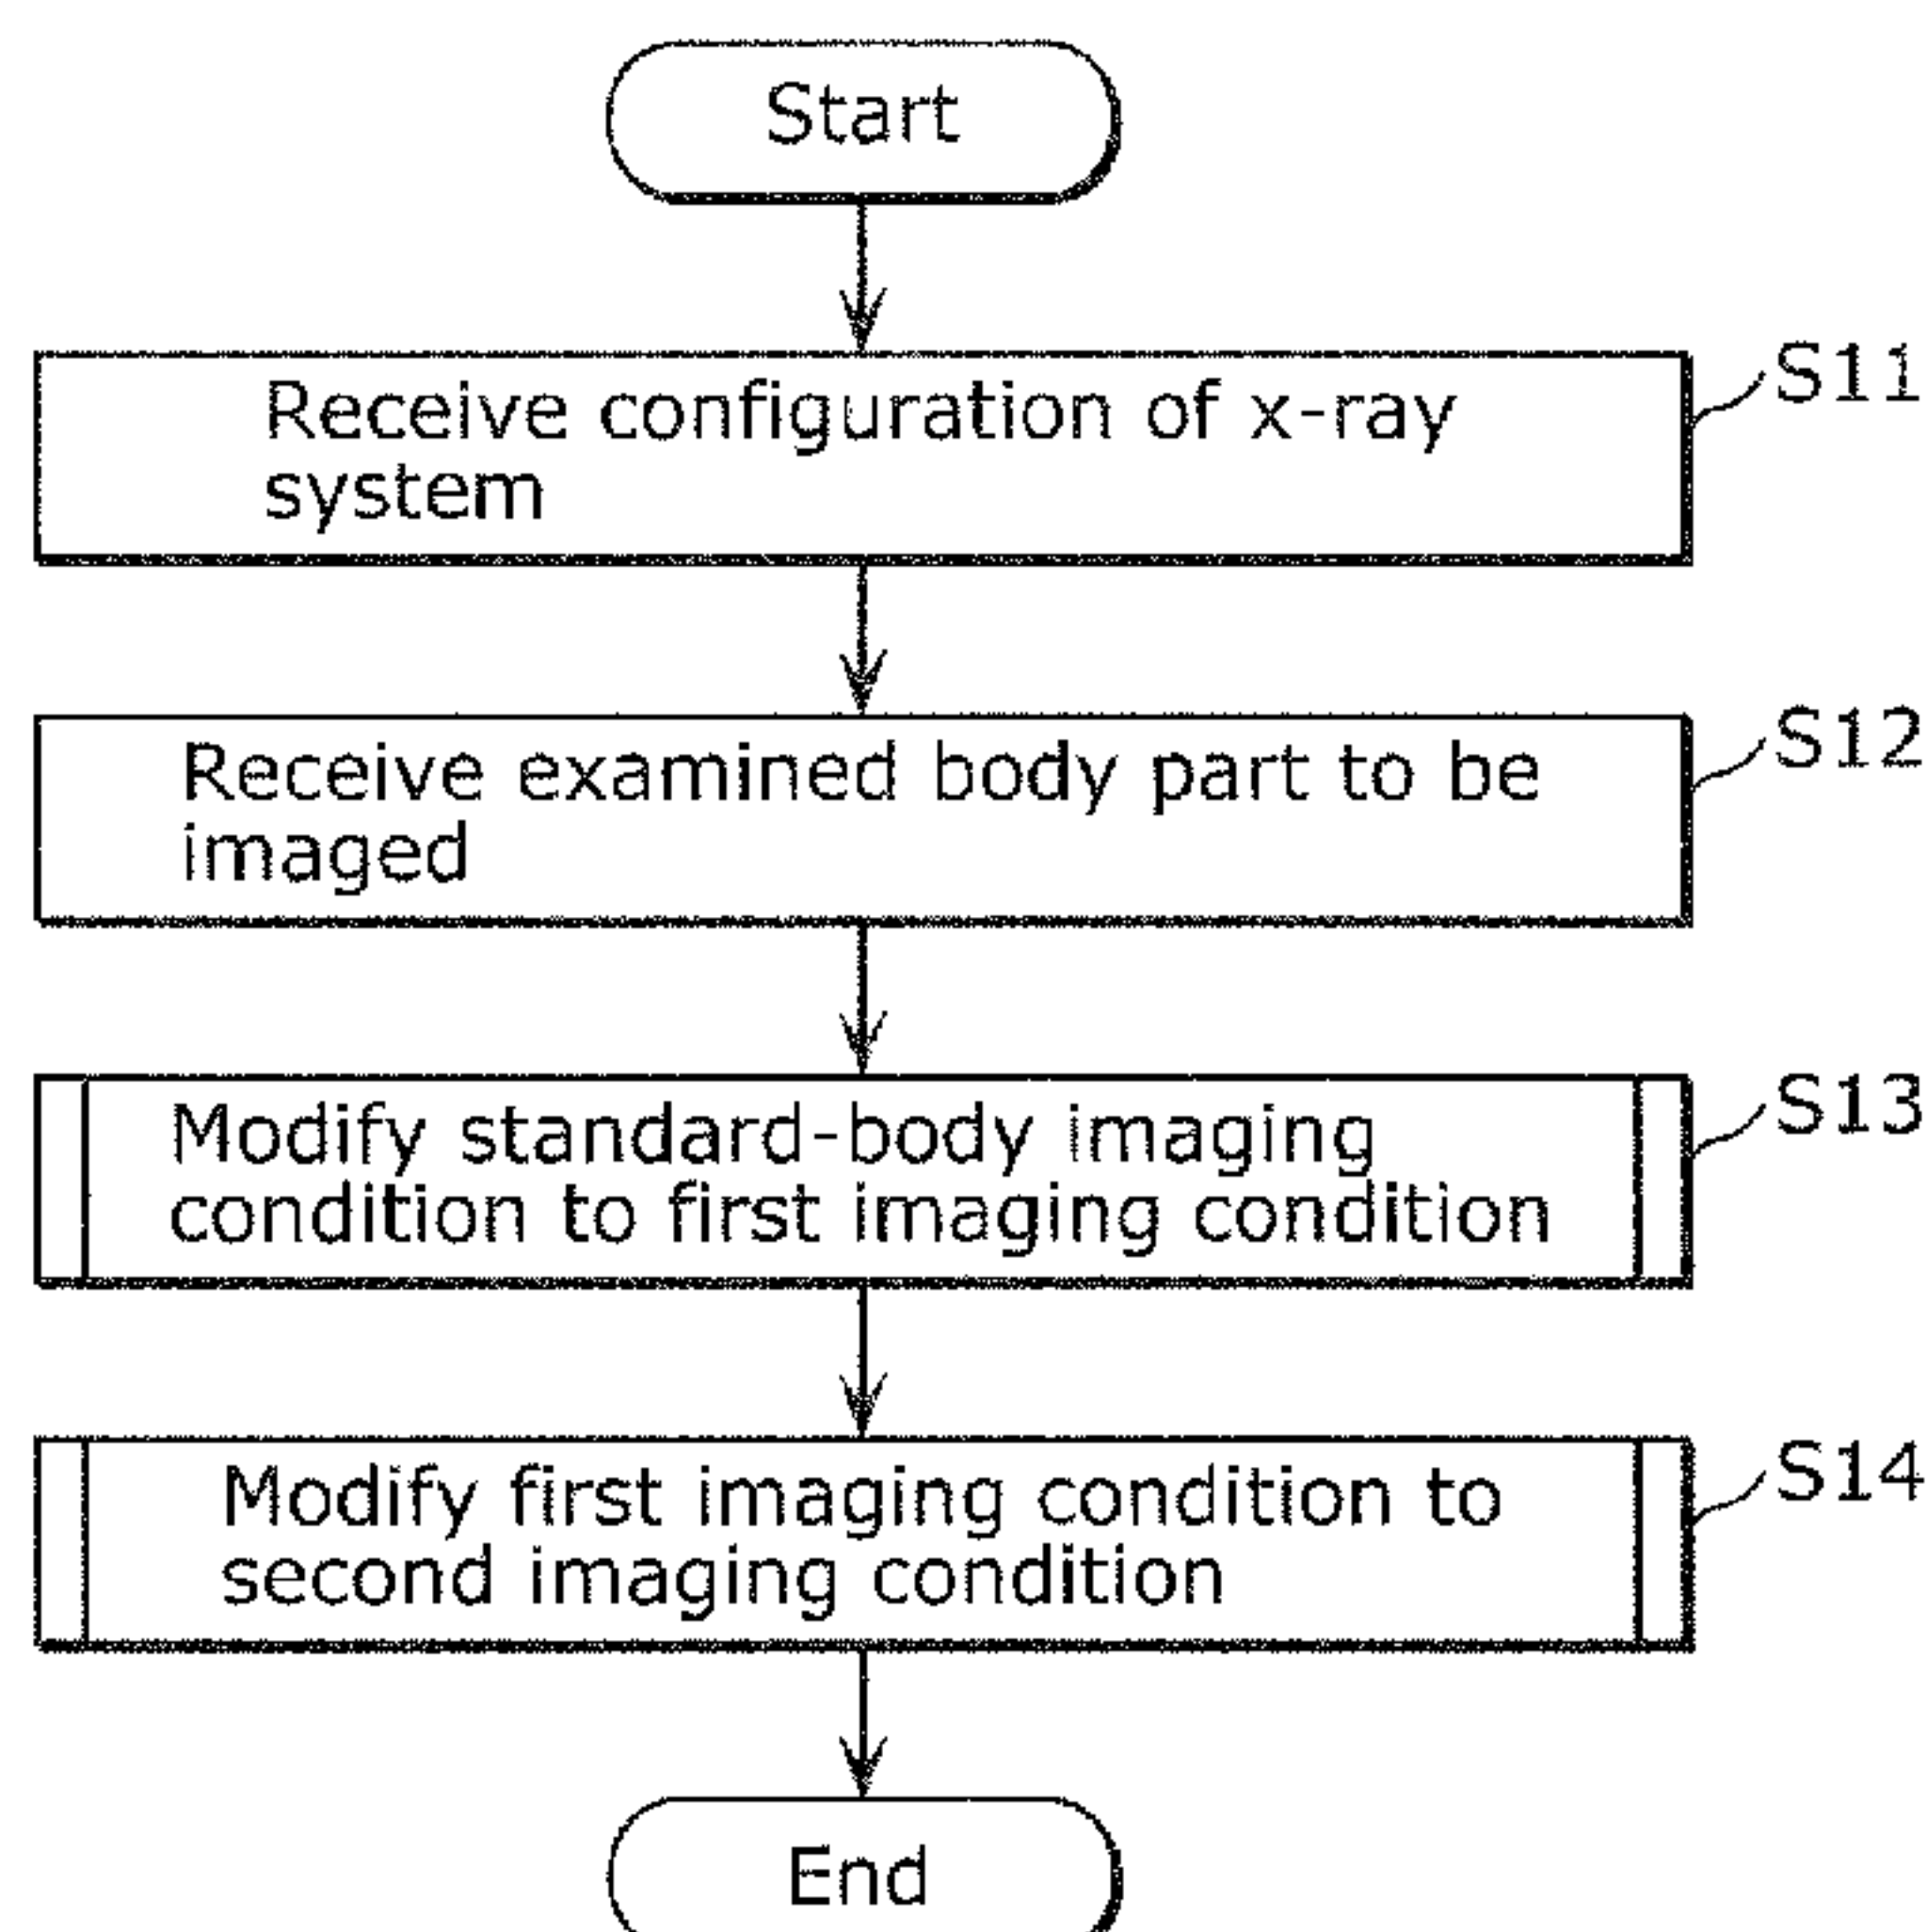 Start
S11
Receive configuration of x-ray
system
S12
Receive examined body part to be
imaged
S13
Modify standard-body imaging
condition to first imaging condition
S14
Modify first imaging condition to
second imaging condition
End